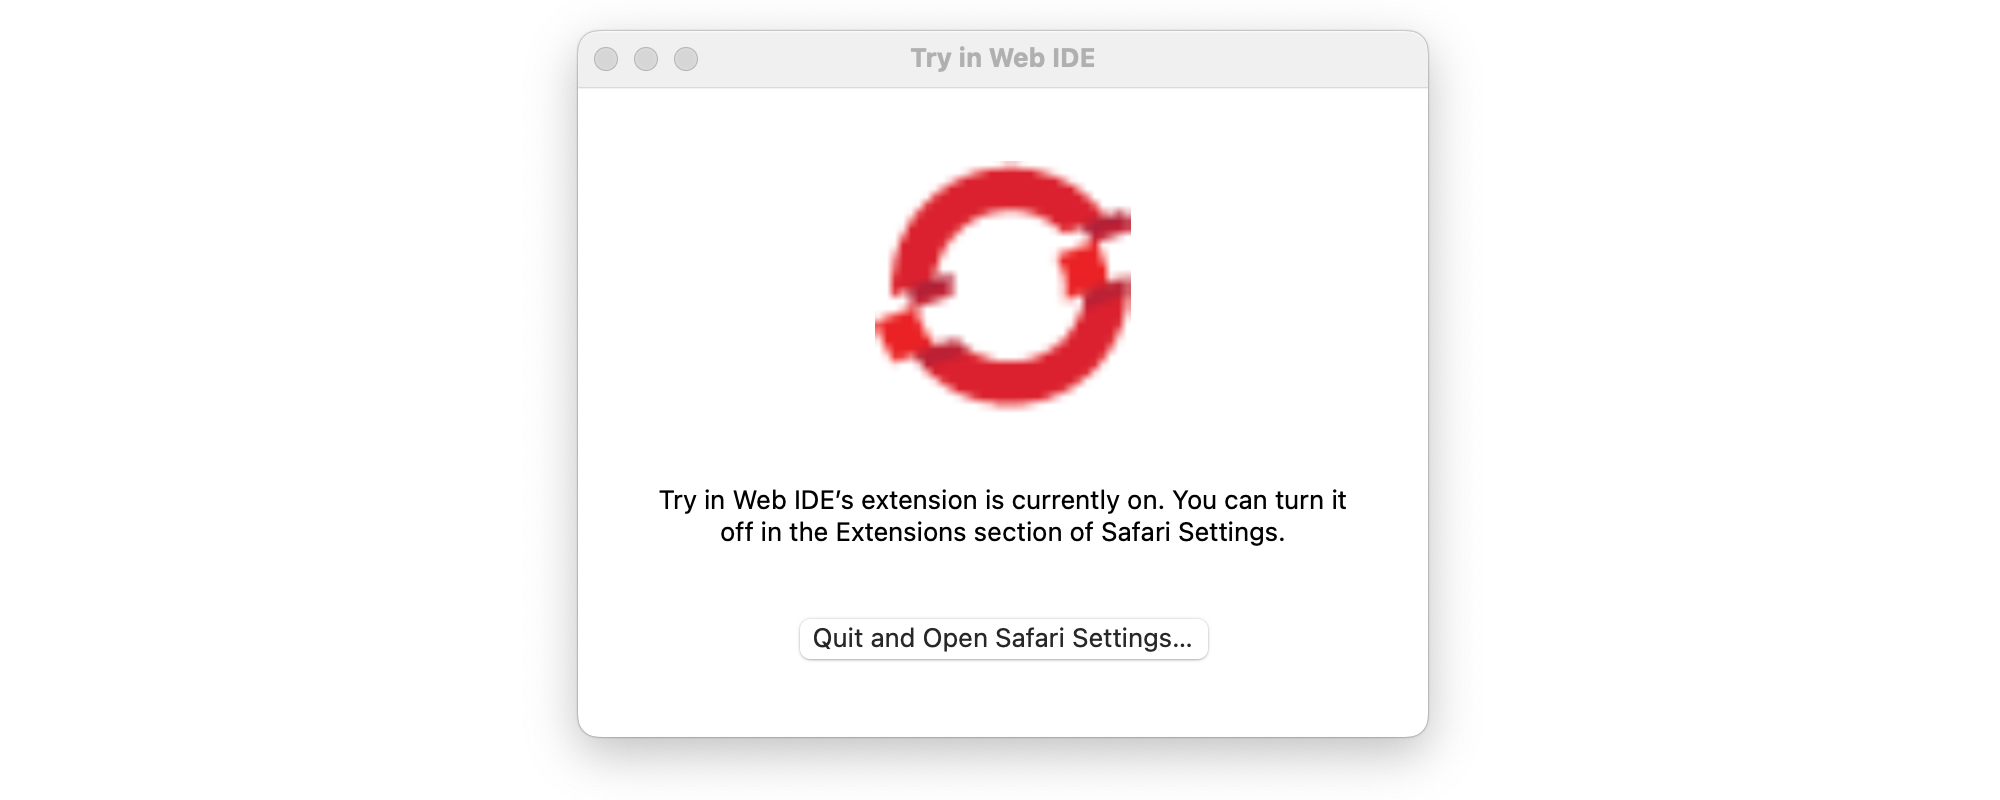 Try in Web IDE
Try in Web IDE’s extension is currently on. You can turn it
off in the Extensions section of Safari Settings.
Quit and Open Safari Settings…